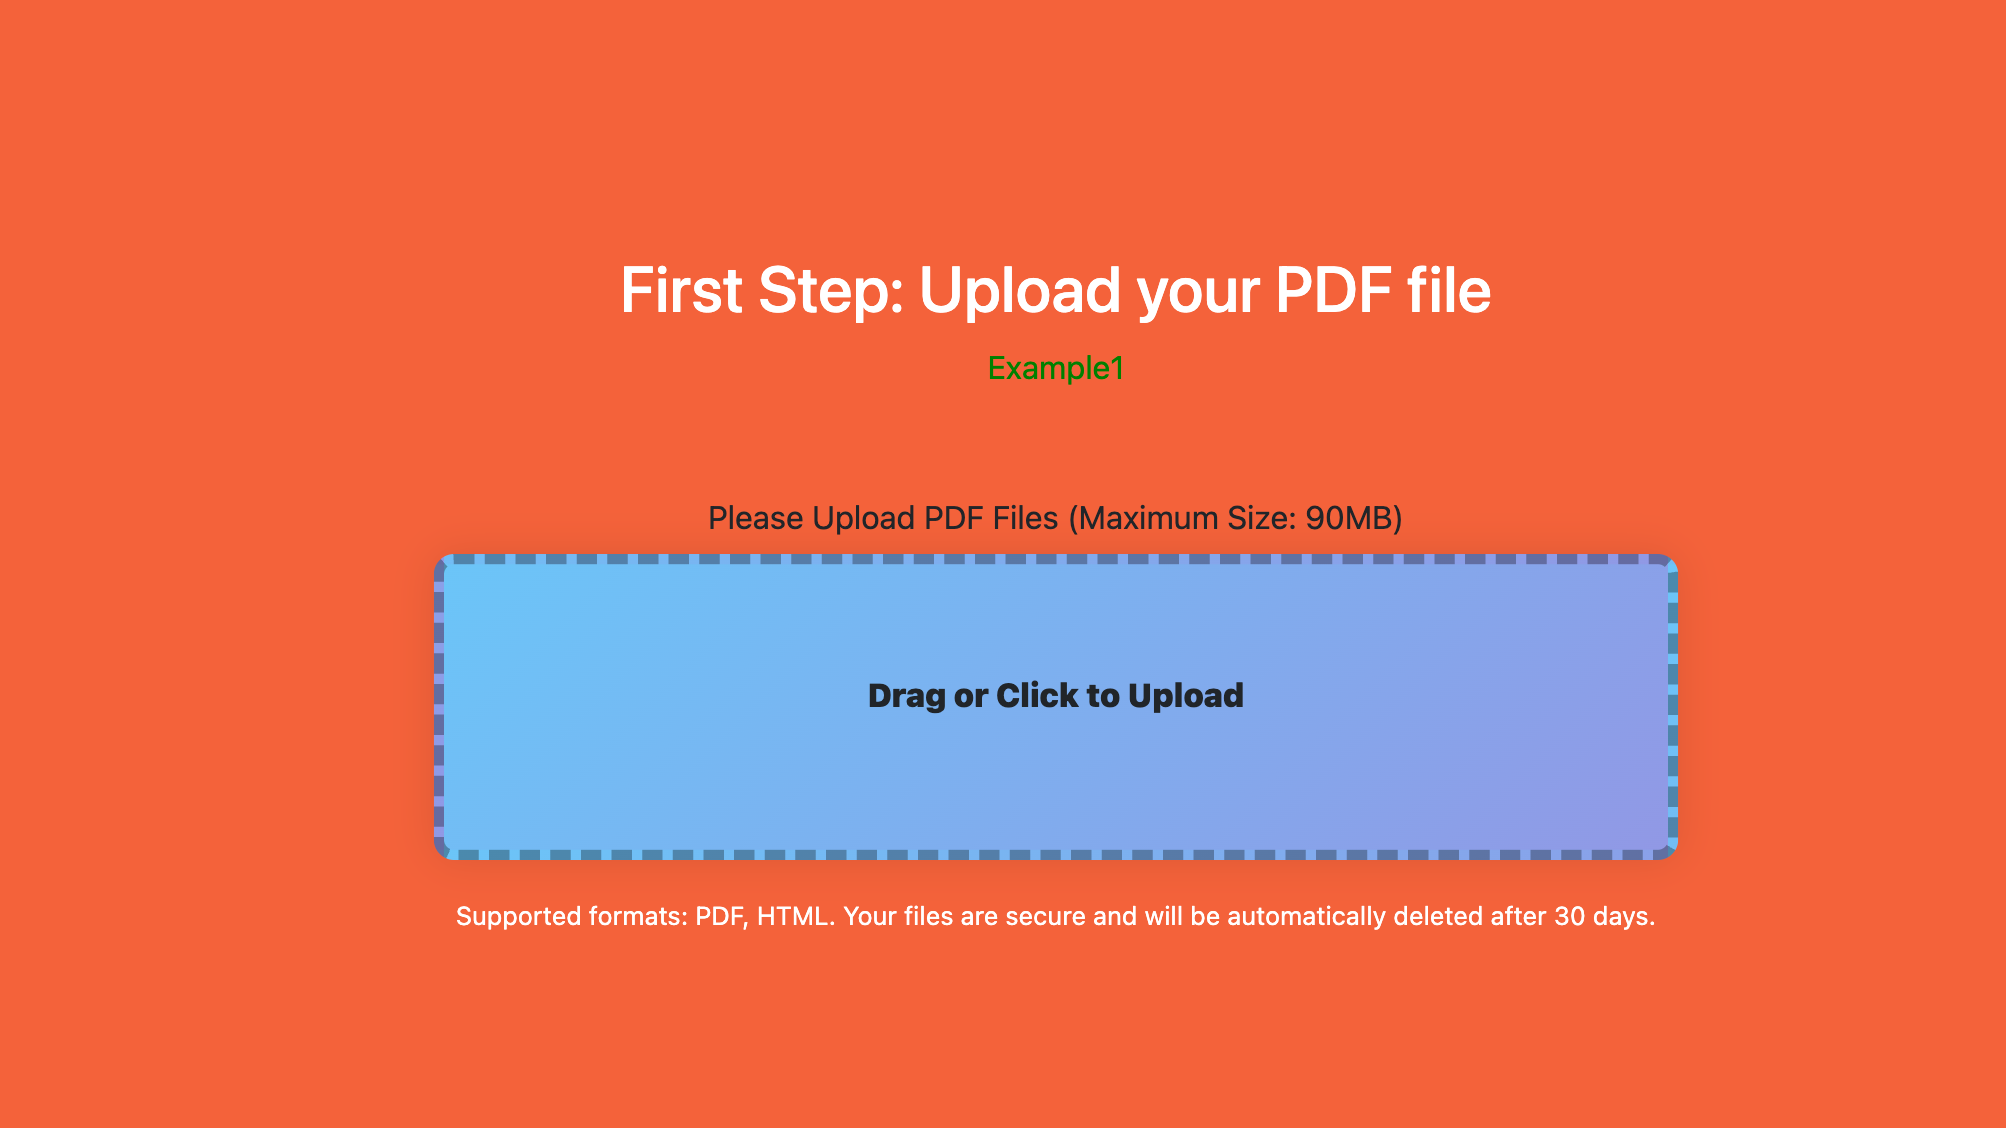 First Step: Upload your PDF file
Example1
Please Upload PDF Files (Maximum Size: 90MB)
Drag or Click to Upload
Supported formats: PDF, HTML. Your files are secure and will be automatically deleted after 30 days.